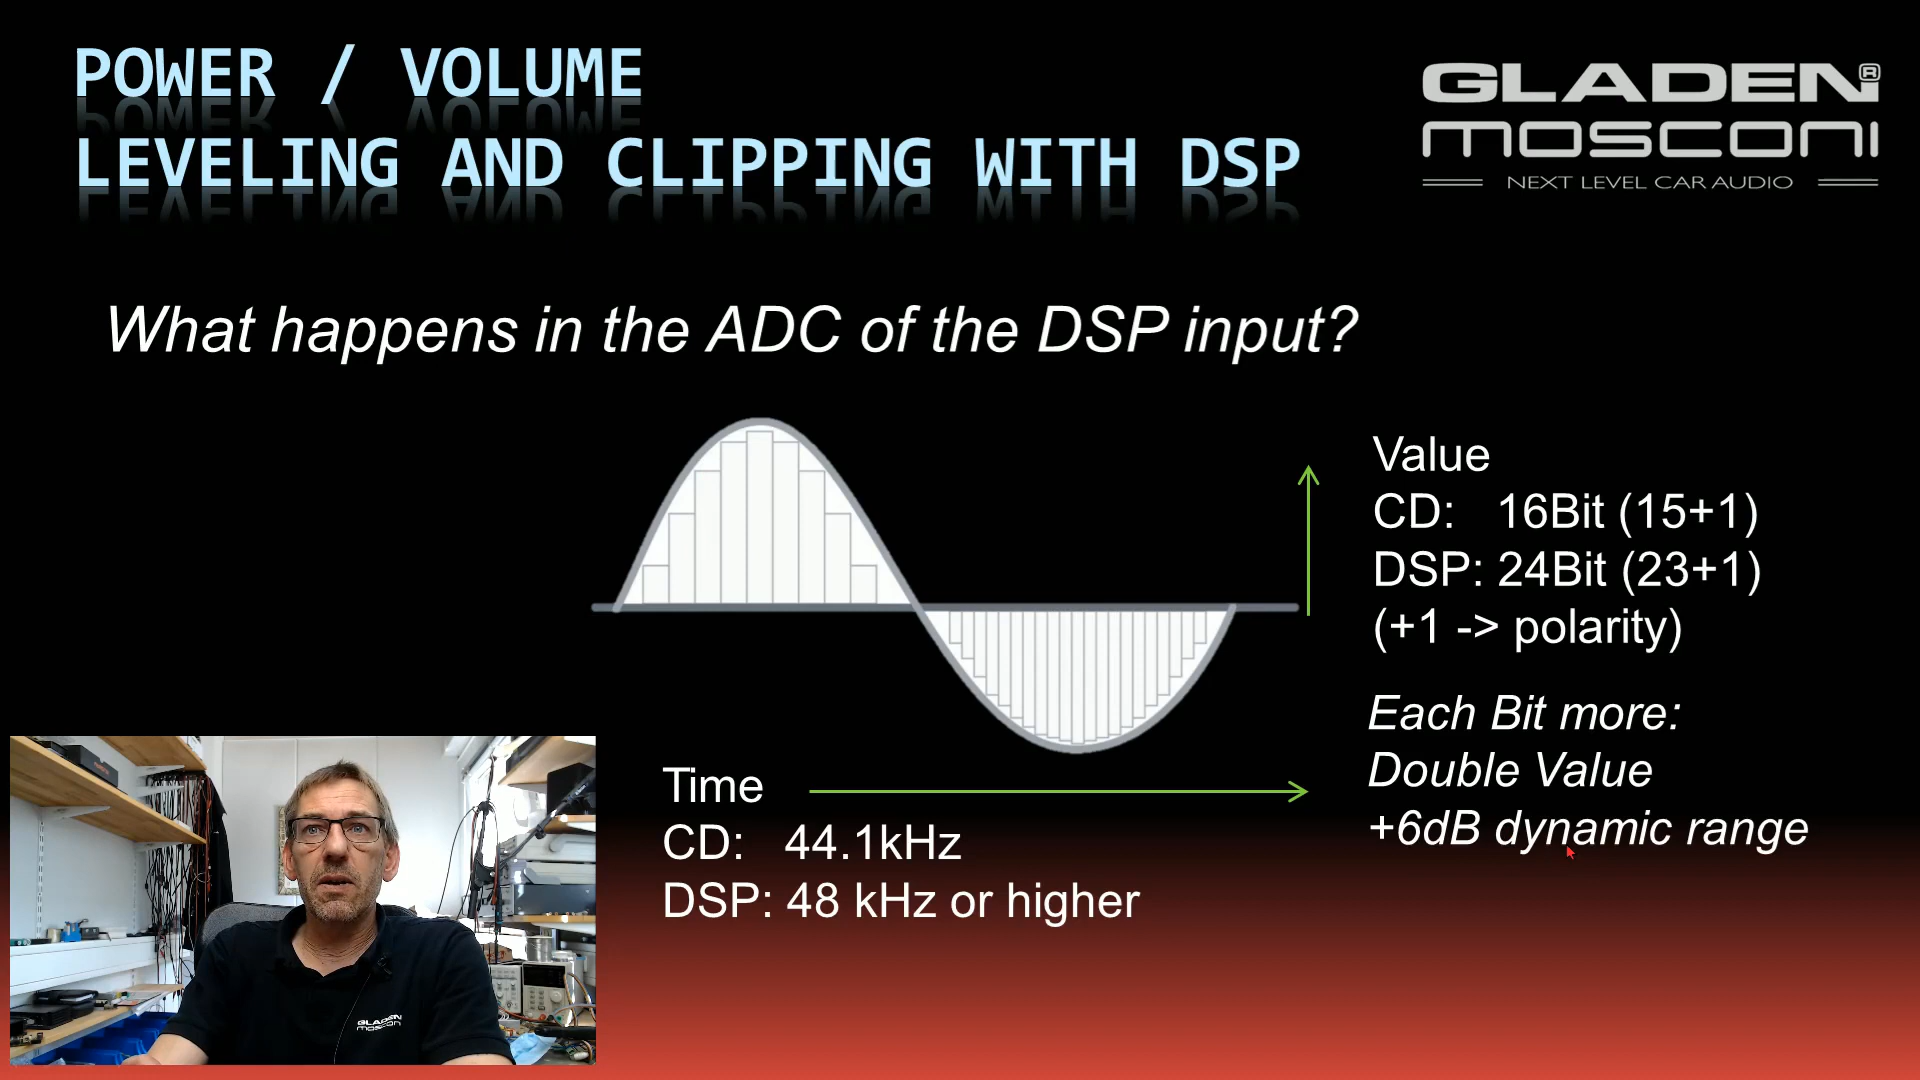 POWER / VOLUME
LEVELING AND CLIPPING WITH DSP
GLADEN®
MOSCONI
NEXT LEVEL CAR AUDIO
What happens in the ADC of the DSP input?
Value
CD: 16Bit (15+1)
DSP: 24Bit (23+1)
(+1 -> polarity)
Each Bit more:
Double Value
+6dB dynamic range
Time
CD: 44.1kHz
DSP: 48 kHz or higher
GLADEN
MOSCONI